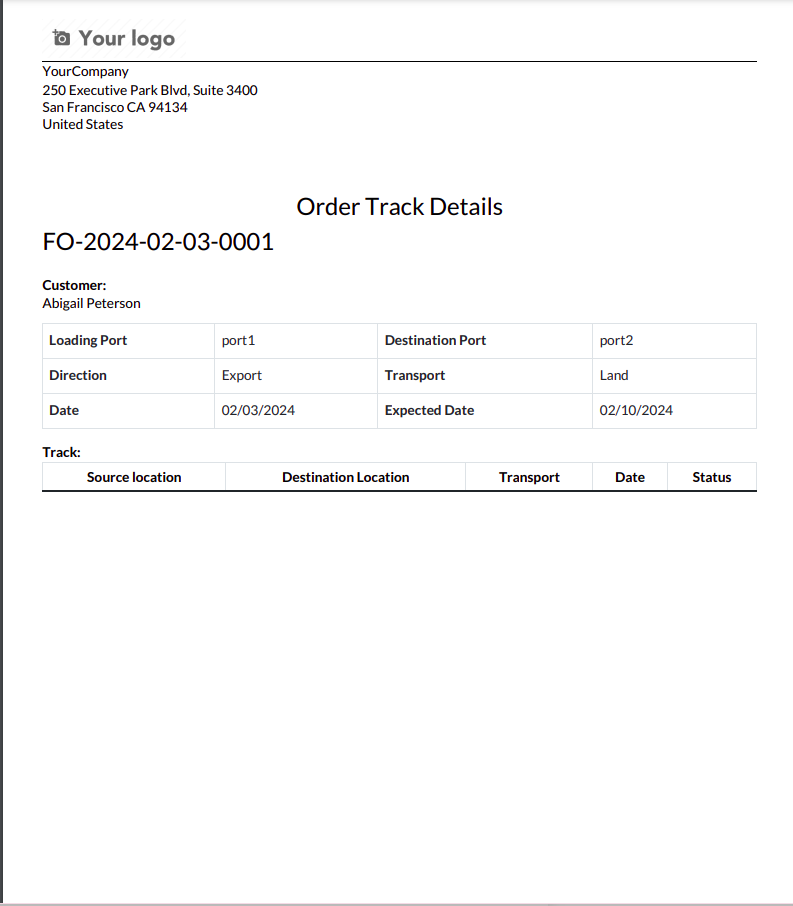 Your logo
YourCompany
250 Executive Park Blvd, Suite 3400
San Francisco CA 94134
United States
Order Track Details
FO-2024-02-03-0001
Customer:
Abigail Peterson
Loading Port port1 Destination Port port2
Direction Export Transport Land
Date 02/03/2024 Expected Date 02/10/2024
Track:
Source location Destination Location Transport Date Status